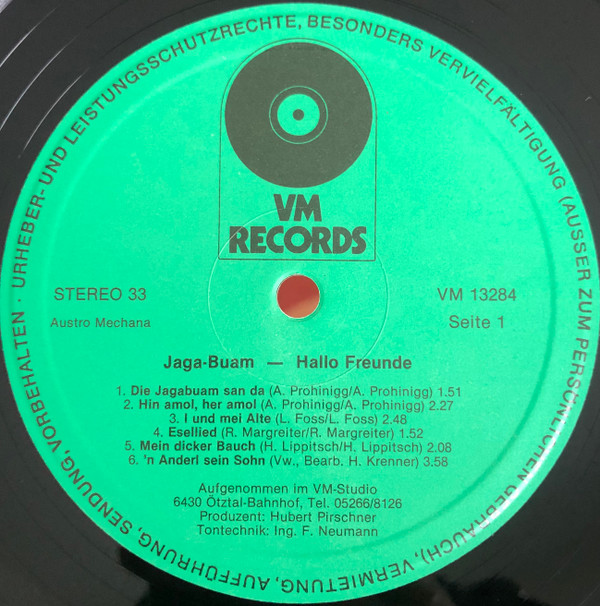 URHEBER- UND LEISTUNGSSCHUTZRECHTE, BESONDERS VERVIELFÄLTIGUNG (AUSSER ZUM PERSÖNLICHEN GEBRAUCH), VERMIETUNG, AUFFÜHRUNG, SENDUNG, VORBEHALTEN ·
VM
RECORDS
STEREO 33
VM 13284
Austro Mechana
Seite 1
Jaga-Buam — Hallo Freunde
1. Die Jagabuam san da (A. Prohinigg/A. Prohinigg) 1.51
2. Hin amol, her amol (A. Prohinigg/A. Prohinigg) 2.27
3. I und mei Alte (L. Foss/L. Foss) 2.48
4. Esellied (R. Margreiter/R. Margreiter) 1.52
5. Mein dicker Bauch (H. Lippitsch/H. Lippitsch) 2.08
6. 'n Anderl sein Sohn (Vw., Bearb. H. Krenner) 3.58
Aufgenommen im VM-Studio
6430 Ötztal-Bahnhof, Tel. 05266/8126
Produzent: Hubert Pirschner
Tontechnik: Ing. F. Neumann